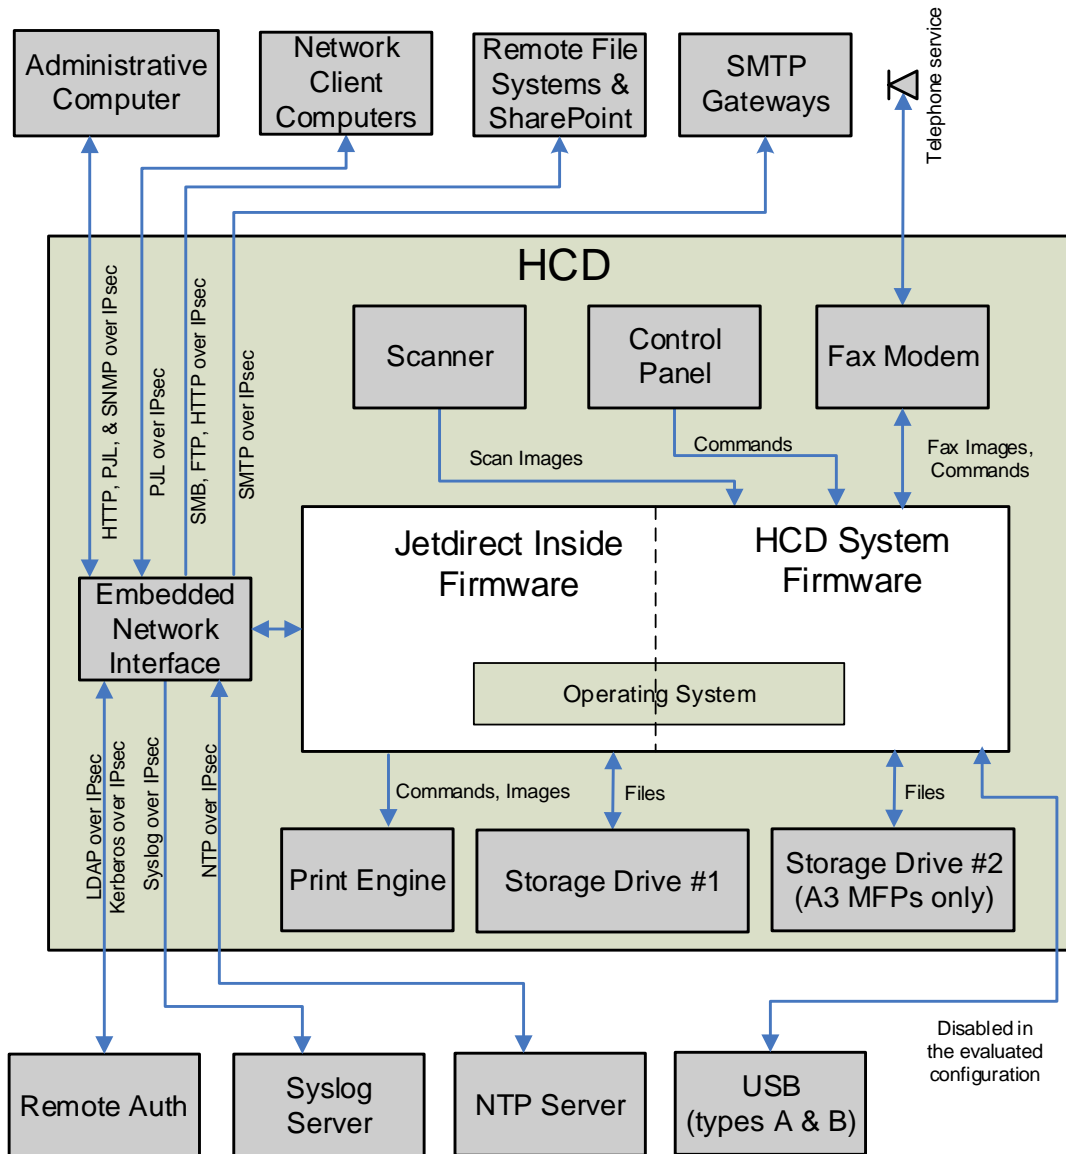 Administrative
Computer
Network
Client
Computers
Remote File
Systems &
SharePoint
SMTP
Gateways
Telephone service
HCD
HTTP, PJL, & SNMP over IPsec
PJL over IPsec
SMB, FTP, HTTP over IPsec
SMTP over IPsec
Scanner
Control
Panel
Fax Modem
Scan Images
Commands
Fax Images,
Commands
Jetdirect Inside
Firmware
HCD System
Firmware
Embedded
Network
Interface
Operating System
LDAP over IPsec
Kerberos over IPsec
Syslog over IPsec
NTP over IPsec
Commands, Images
Files
Files
Print Engine
Storage Drive #1
Storage Drive #2
(A3 MFPs only)
Remote Auth
Syslog
Server
NTP Server
USB
(types A & B)
Disabled in
the evaluated
configuration